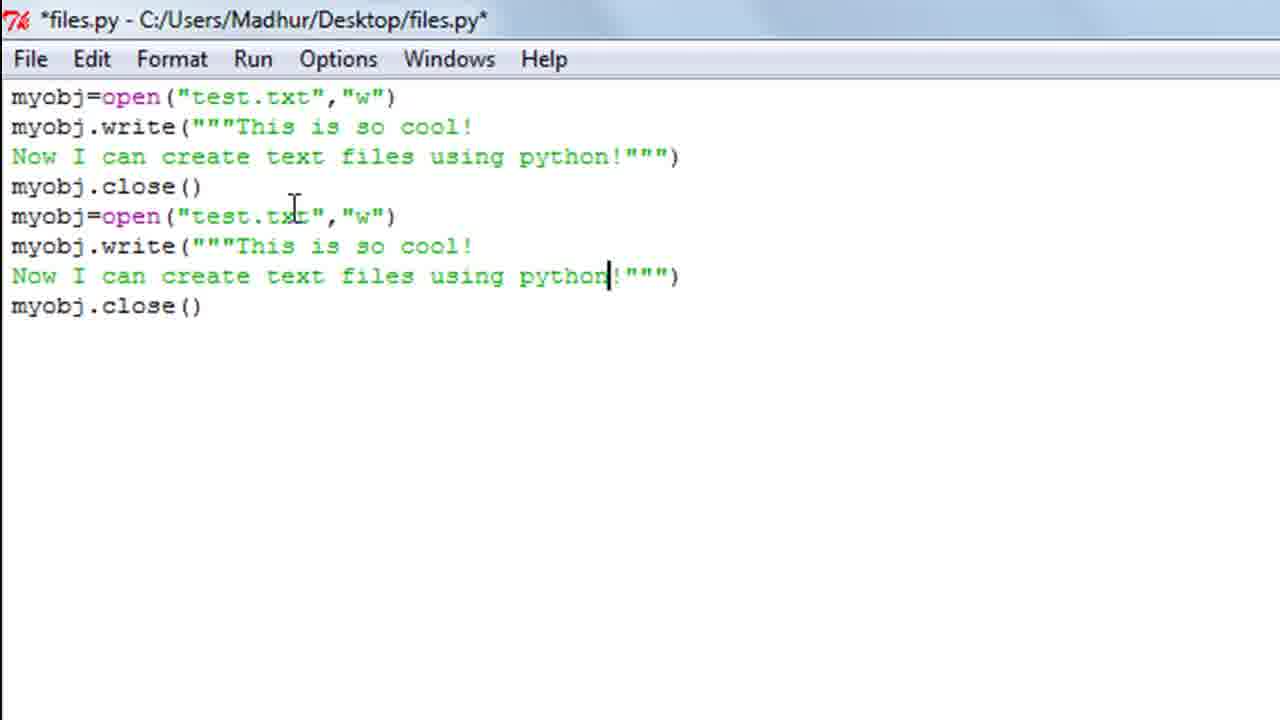 *files.py - C:/Users/Madhur/Desktop/files.py*
File Edit Format Run Options Windows Help
myobj=open("test.txt","w")
myobj.write("""This is so cool!
Now I can create text files using python!""")
myobj.close()
myobj=open("test.txt","w")
myobj.write("""This is so cool!
Now I can create text files using python!""")
myobj.close()